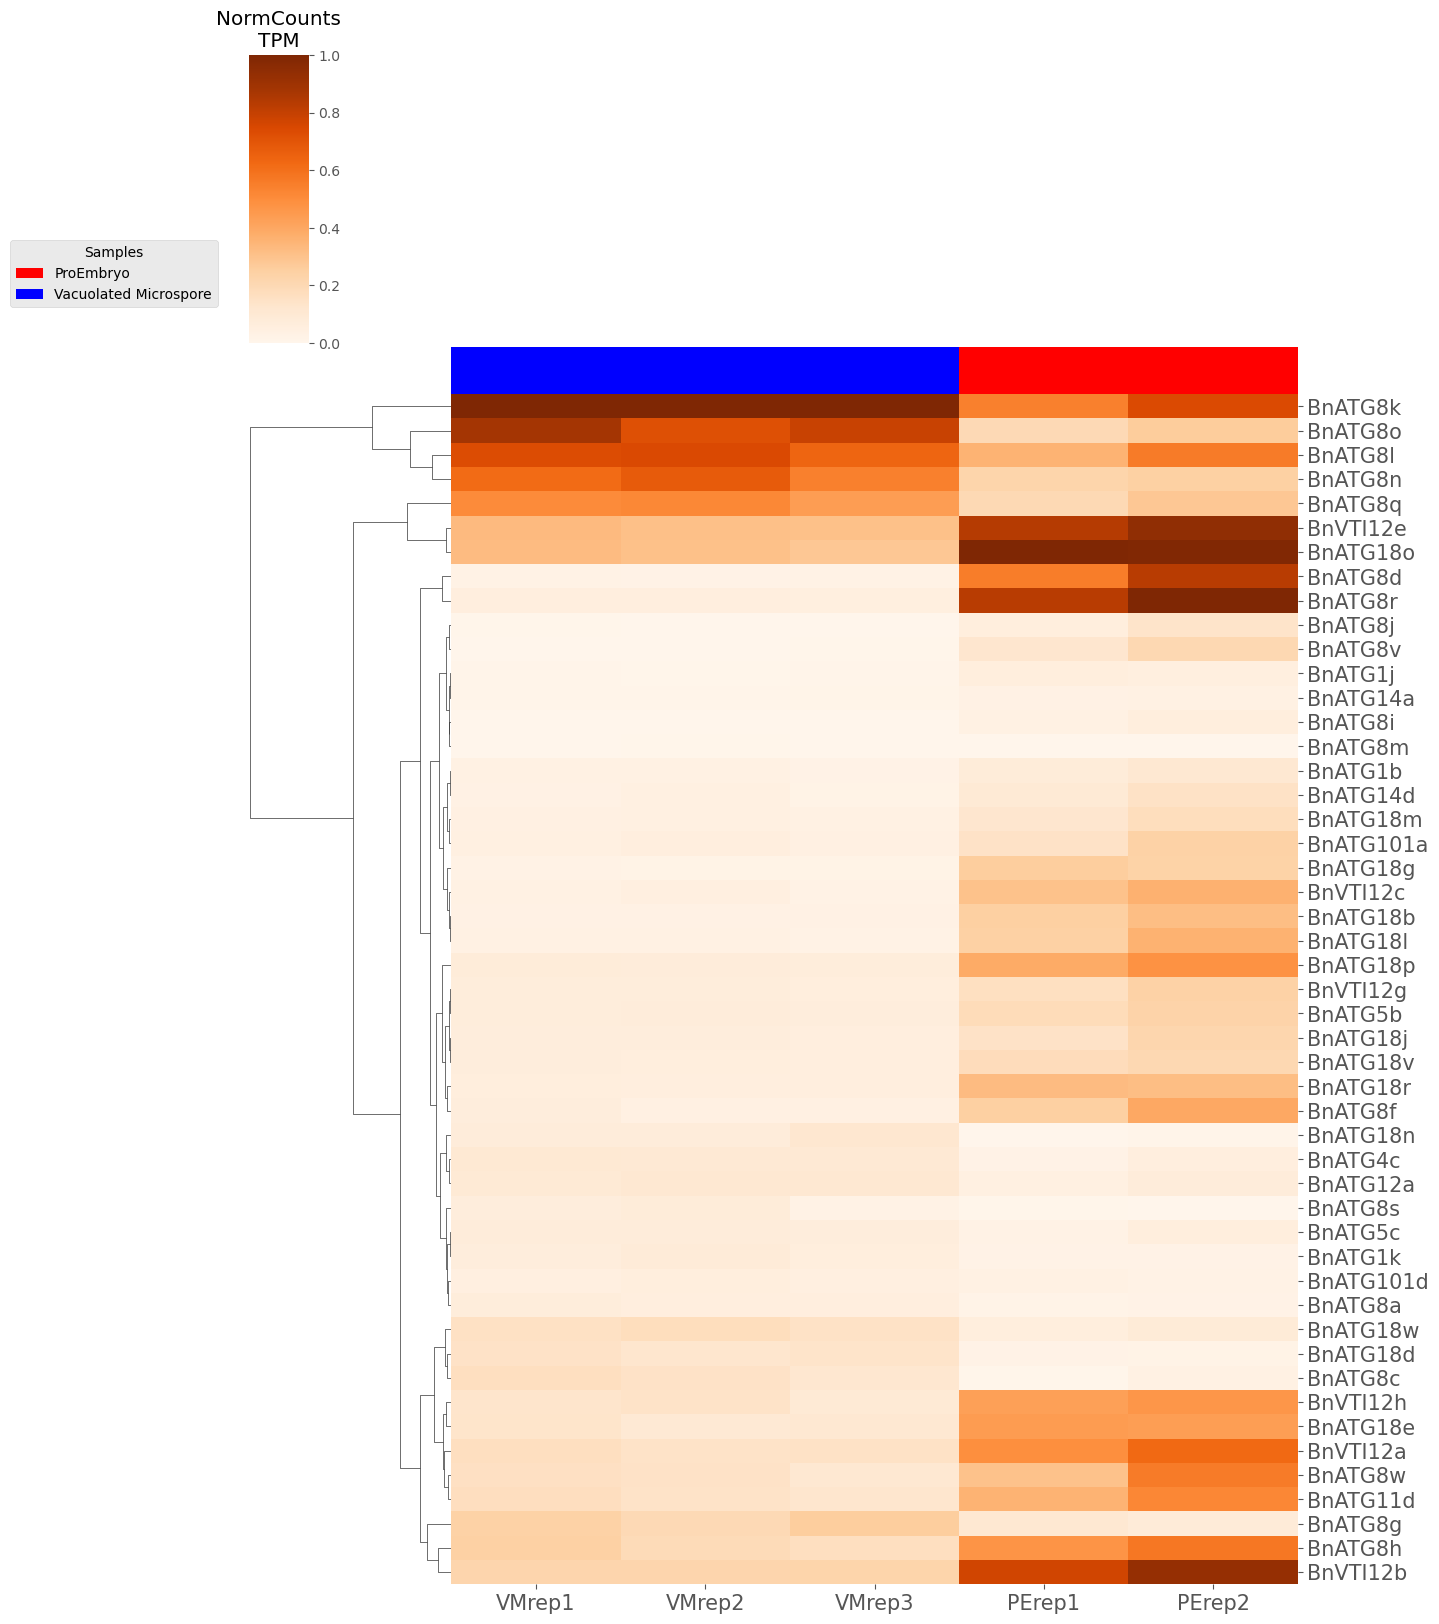 NormCounts
TPM
1.0
0.8
0.6
0.4
0.2
0.0
Samples
ProEmbryo
Vacuolated Microspore
BnATG8k
BnATG8o
BnATG8l
BnATG8n
BnATG8q
BnVTI12e
BnATG18o
BnATG8d
BnATG8r
BnATG8j
BnATG8v
BnATG1j
BnATG14a
BnATG8i
BnATG8m
BnATG1b
BnATG14d
BnATG18m
BnATG101a
BnATG18g
BnVTI12c
BnATG18b
BnATG18l
BnATG18p
BnVTI12g
BnATG5b
BnATG18j
BnATG18v
BnATG18r
BnATG8f
BnATG18n
BnATG4c
BnATG12a
BnATG8s
BnATG5c
BnATG1k
BnATG101d
BnATG8a
BnATG18w
BnATG18d
BnATG8c
BnVTI12h
BnATG18e
BnVTI12a
BnATG8w
BnATG11d
BnATG8g
BnATG8h
BnVTI12b
VMrep1 VMrep2 VMrep3 PErep1 PErep2